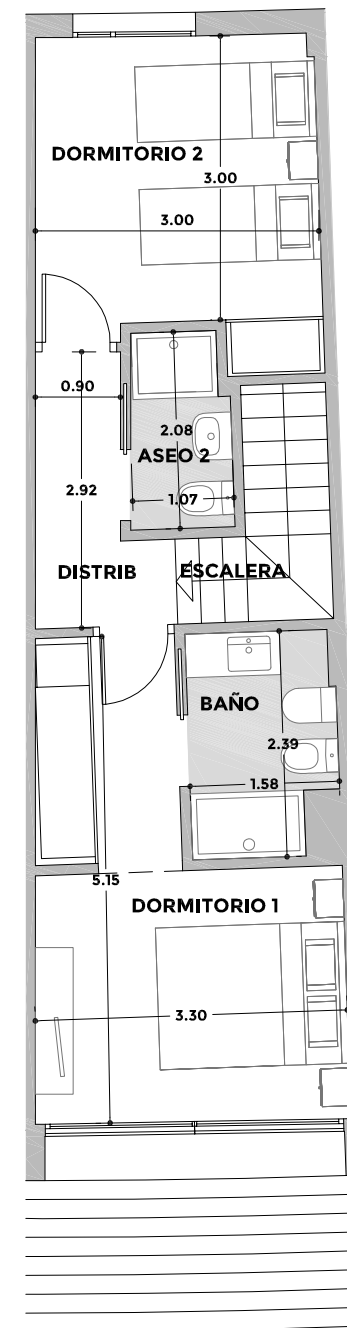 DORMITORIO 2
3.00
3.00
0.90
2.08
ASEO 2
2.92
1.07
DISTRIB
ESCALERA
BAÑO
2.39
1.58
5.15
DORMITORIO 1
3.30